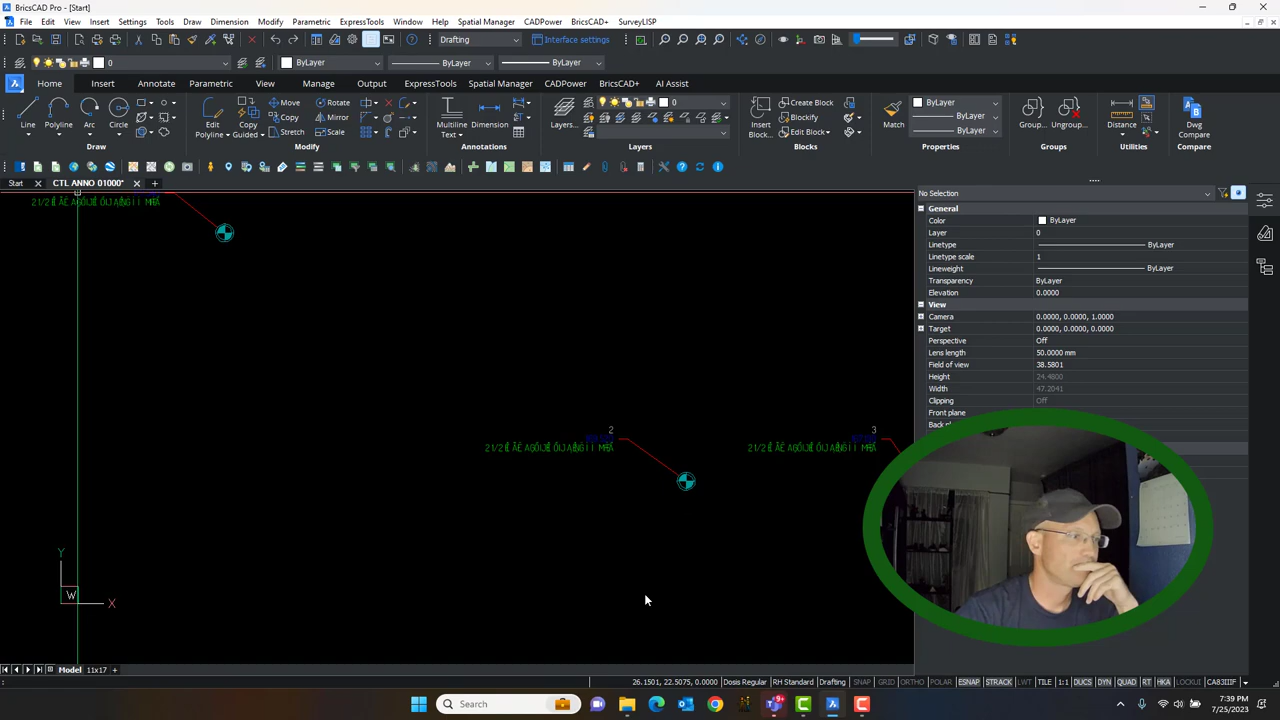 BricsCAD Pro - [Start]
File Edit View Insert Settings Tools Draw Dimension Modify Parametric ExpressTools Window Help Spatial Manager CADPower BricsCAD+ SurveyLISP
Drafting Interface settings
0 ByLayer ByLayer ByLayer
Home Insert Annotate Parametric View Manage Output ExpressTools Spatial Manager CADPower BricsCAD+ AI Assist
Line Polyline Arc Circle
Draw
Edit Polyline Copy Guided Move Stretch Rotate Mirror Scale
Modify
Multiline Text Dimension
Annotations
Layers... 0
Layers
Insert Block Create Block Blockify Edit Block
Blocks
Match ByLayer ByLayer ByLayer
Properties
Group... Ungroup...
Groups
Distance
Utilities
Dwg Compare
Compare
Start CTL ANNO 01000*
No Selection
General
Color ByLayer
Layer 0
Linetype ByLayer
Linetype scale 1
Lineweight ByLayer
Transparency ByLayer
Elevation 0.0000
View
Camera 0.0000, 0.0000, 1.0000
Target 0.0000, 0.0000, 0.0000
Perspective Off
Lens length 50.0000 mm
Field of view 38.5801
Height 24.4800
Width 47.2041
Clipping Off
Front plane
2
3
Y
W
X
Model 11x17
26.1501, 22.5075, 0.0000 Dosis Regular RH Standard Drafting SNAP GRID ORTHO POLAR ESNAP STRACK LWT TILE 1:1 DUCS DYN QUAD RT HKA LOCKUI
Search
7:39 PM
7/25/2023